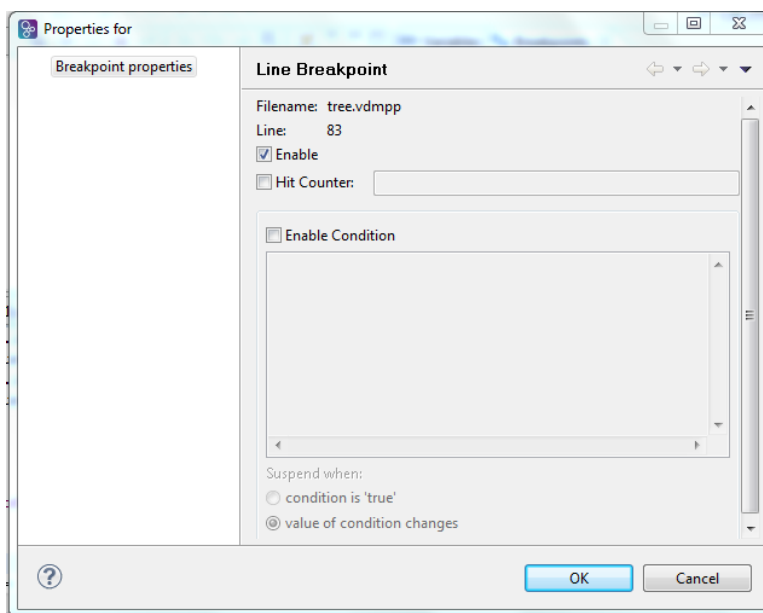 Properties for
Breakpoint properties
Line Breakpoint
Filename: tree.vdmpp
Line: 83
Enable
Hit Counter:
Enable Condition
Suspend when:
condition is 'true'
value of condition changes
OK
Cancel